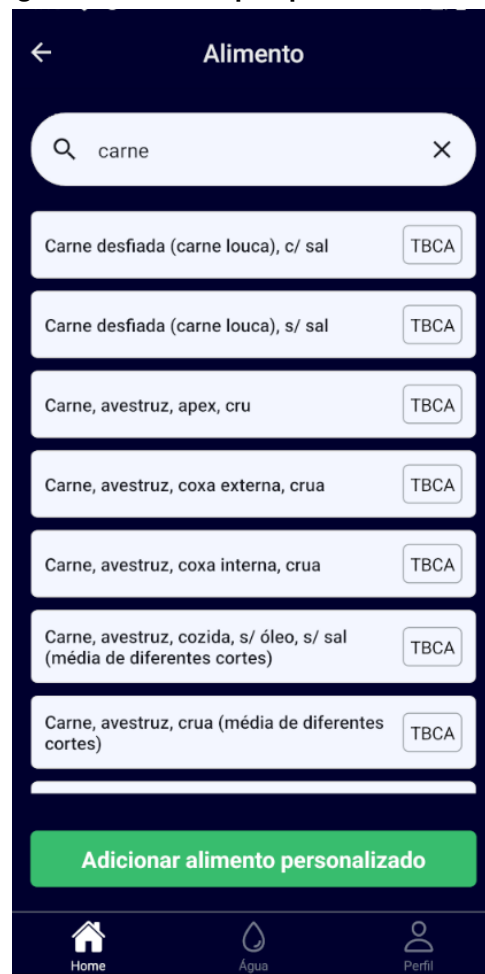 Alimento
carne
Carne desfiada (carne louca), c/ sal
TBCA
Carne desfiada (carne louca), s/ sal
TBCA
Carne, avestruz, apex, cru
TBCA
Carne, avestruz, coxa externa, crua
TBCA
Carne, avestruz, coxa interna, crua
TBCA
Carne, avestruz, cozida, s/ óleo, s/ sal
(média de diferentes cortes)
TBCA
Carne, avestruz, crua (média de diferentes
cortes)
TBCA
Adicionar alimento personalizado
Home
Água
Perfil